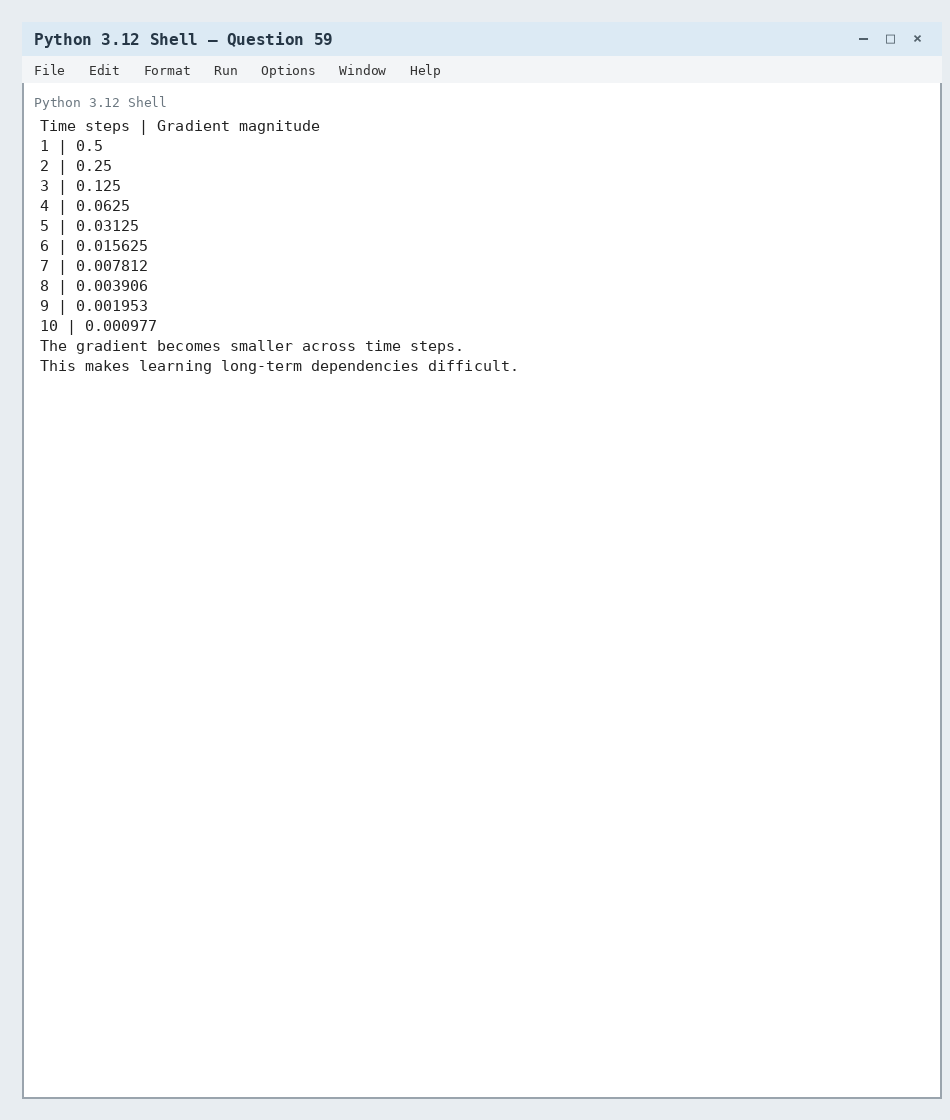 Python 3.12 Shell — Question 59
— □ ×
File Edit Format Run Options Window Help
Python 3.12 Shell
Time steps | Gradient magnitude
1 | 0.5
2 | 0.25
3 | 0.125
4 | 0.0625
5 | 0.03125
6 | 0.015625
7 | 0.007812
8 | 0.003906
9 | 0.001953
10 | 0.000977
The gradient becomes smaller across time steps.
This makes learning long-term dependencies difficult.